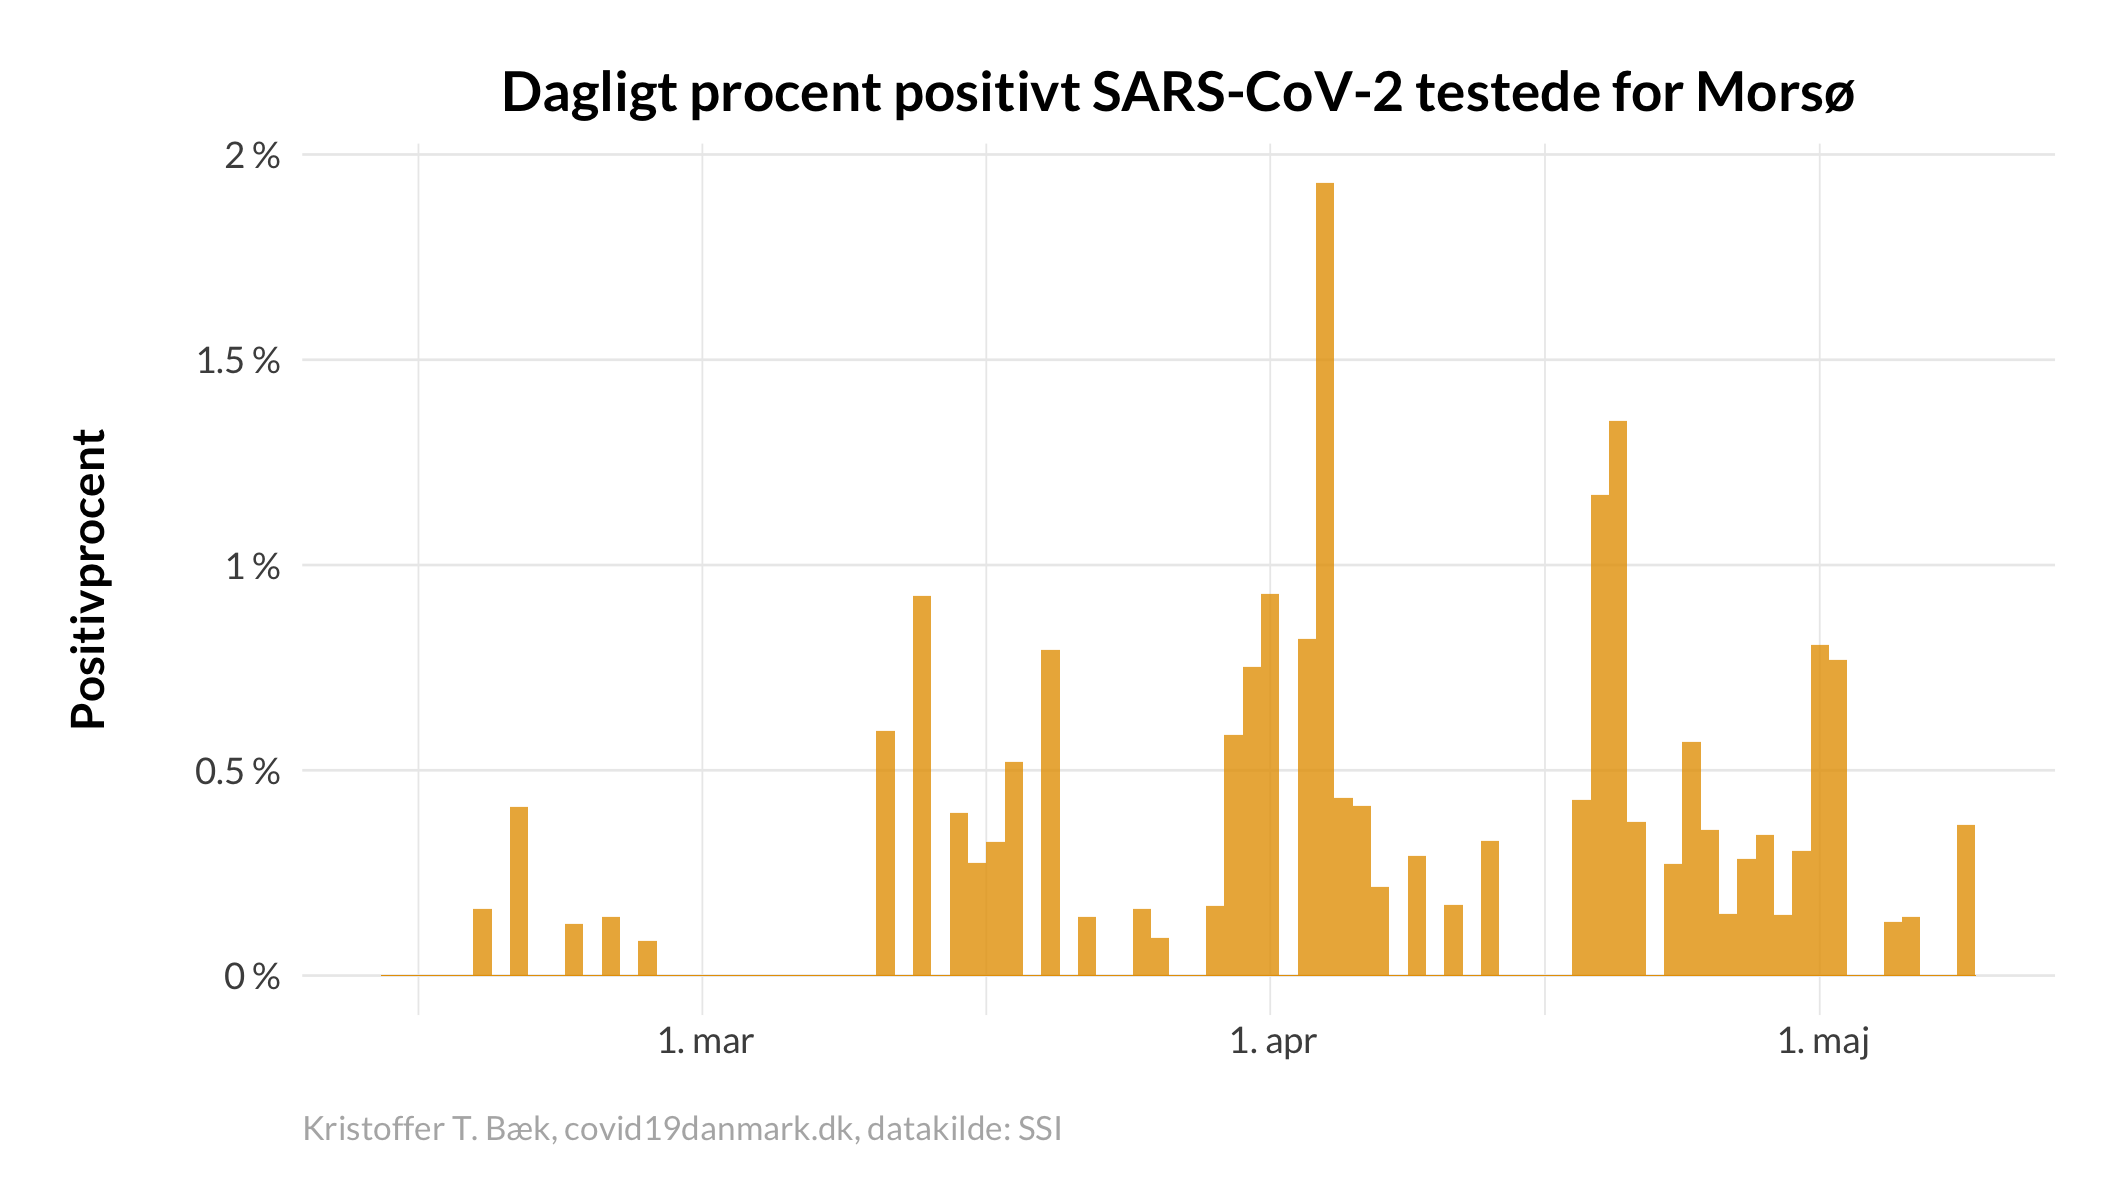 Dagligt procent positivt SARS-CoV-2 testede for Morsø
Positivprocent
2 %
1.5 %
1 %
0.5 %
0 %
1. mar
1. apr
1. maj
Kristoffer T. Bæk, covid19danmark.dk, datakilde: SSI